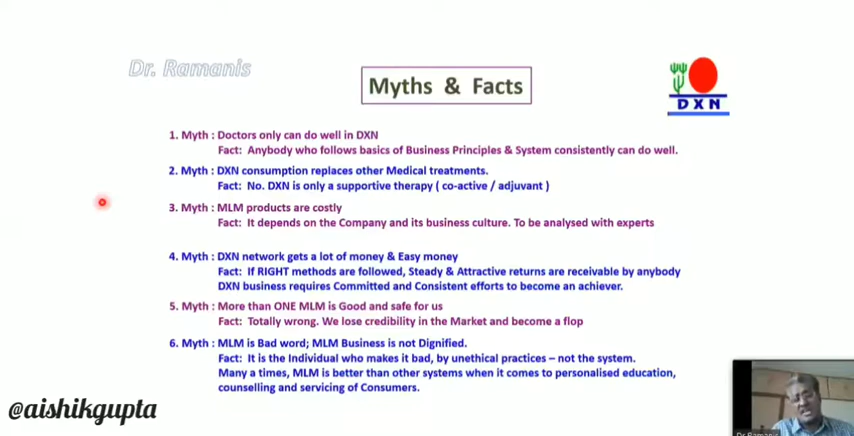 Dr. Ramanis
Myths & Facts
DXN
1. Myth : Doctors only can do well in DXN
Fact: Anybody who follows basics of Business Principles & System consistently can do well.
2. Myth : DXN consumption replaces other Medical treatments.
Fact: No. DXN is only a supportive therapy ( co-active / adjuvant )
3. Myth : MLM products are costly
Fact: It depends on the Company and its business culture. To be analysed with experts
4. Myth : DXN network gets a lot of money & Easy money
Fact: If RIGHT methods are followed, Steady & Attractive returns are receivable by anybody
DXN business requires Committed and Consistent efforts to become an achiever.
5. Myth : More than ONE MLM is Good and safe for us
Fact: Totally wrong. We lose credibility in the Market and become a flop
6. Myth : MLM is Bad word; MLM Business is not Dignified.
Fact: It is the Individual who makes it bad, by unethical practices – not the system.
Many a times, MLM is better than other systems when it comes to personalised education,
counselling and servicing of Consumers.
@aishikgupta
Dr Ramanis